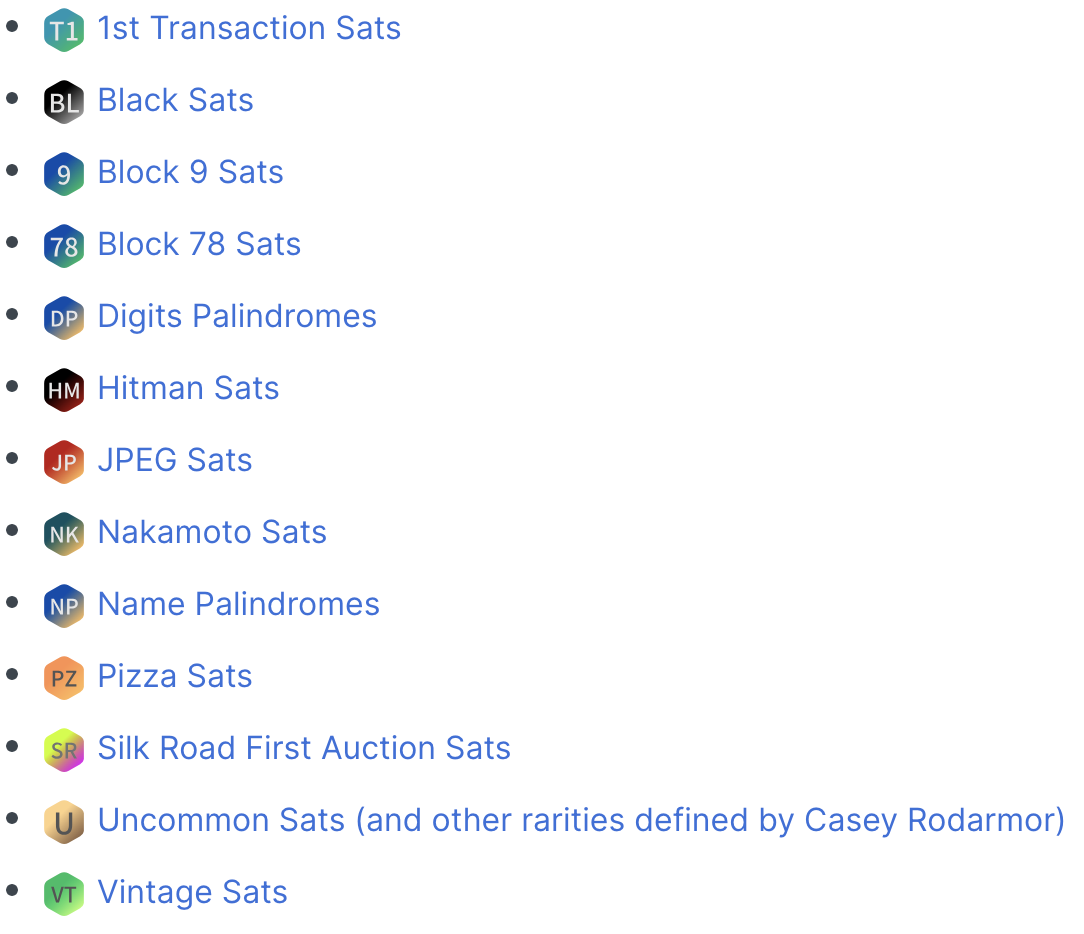 T1 1st Transaction Sats
BL Black Sats
9 Block 9 Sats
78 Block 78 Sats
DP Digits Palindromes
HM Hitman Sats
JP JPEG Sats
NK Nakamoto Sats
NP Name Palindromes
PZ Pizza Sats
SR Silk Road First Auction Sats
U Uncommon Sats (and other rarities defined by Casey Rodarmor)
VT Vintage Sats